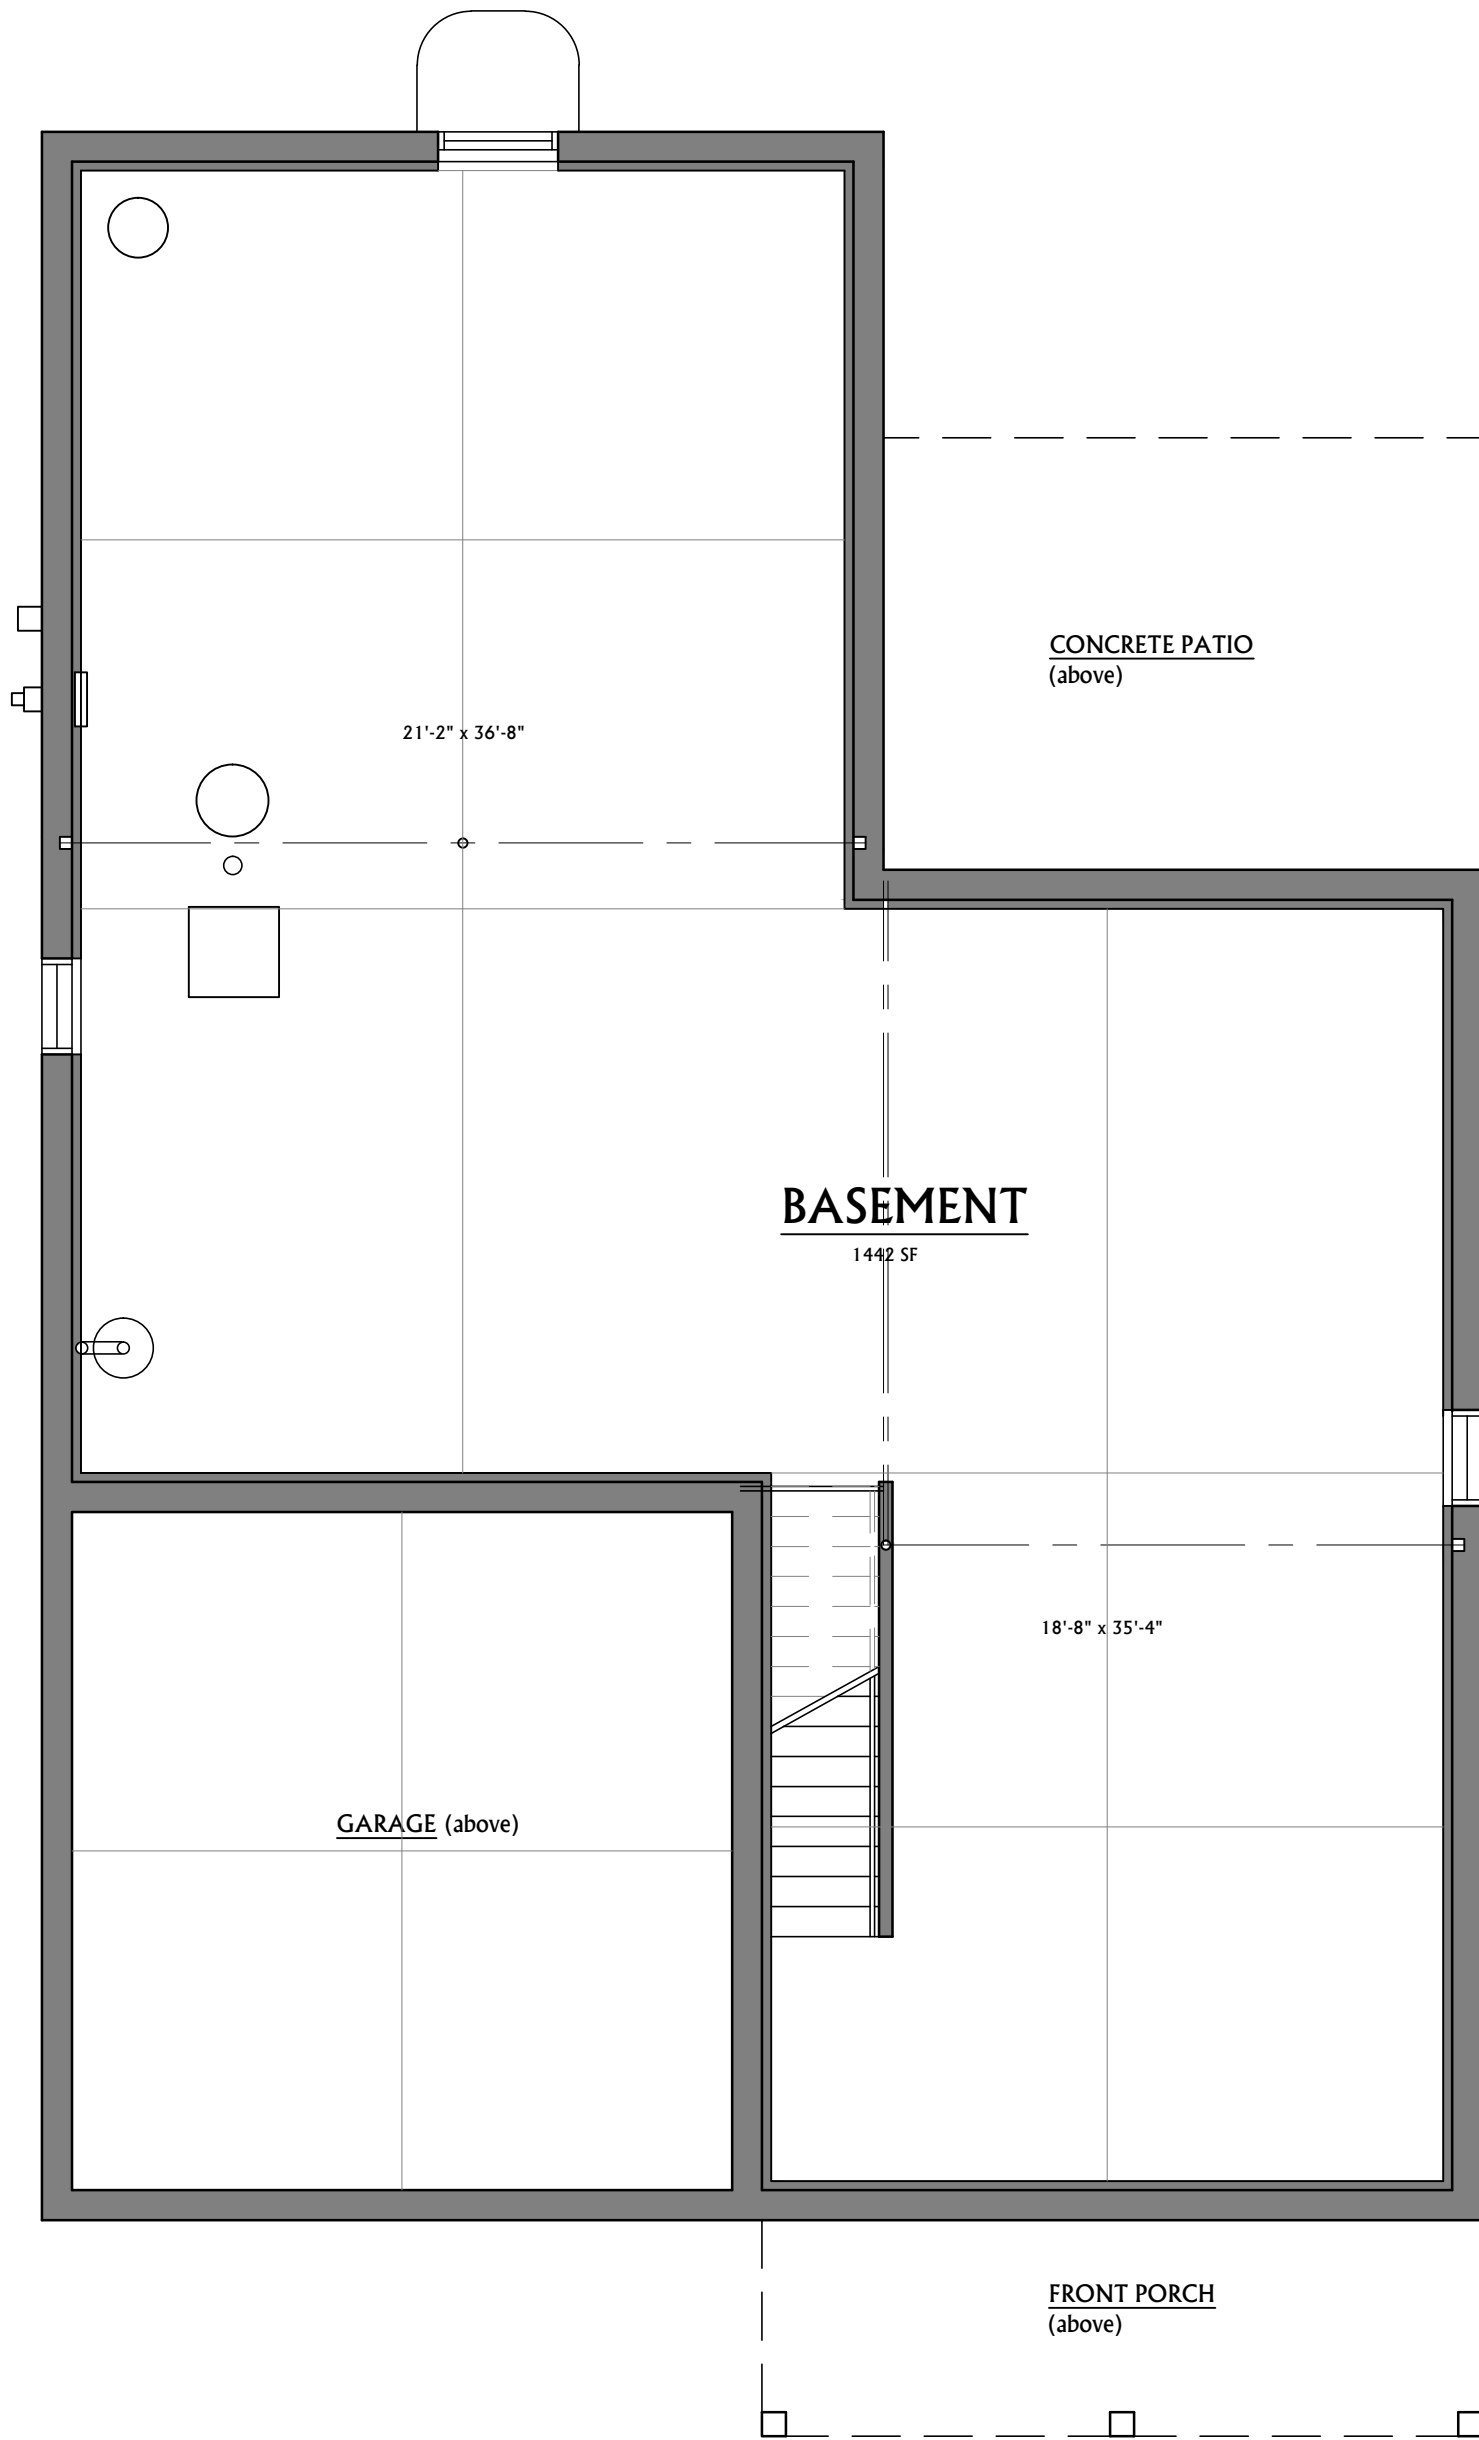 CONCRETE PATIO
(above)
21'-2" x 36'-8"
BASEMENT
1442 SF
18'-8" x 35'-4"
GARAGE (above)
FRONT PORCH
(above)